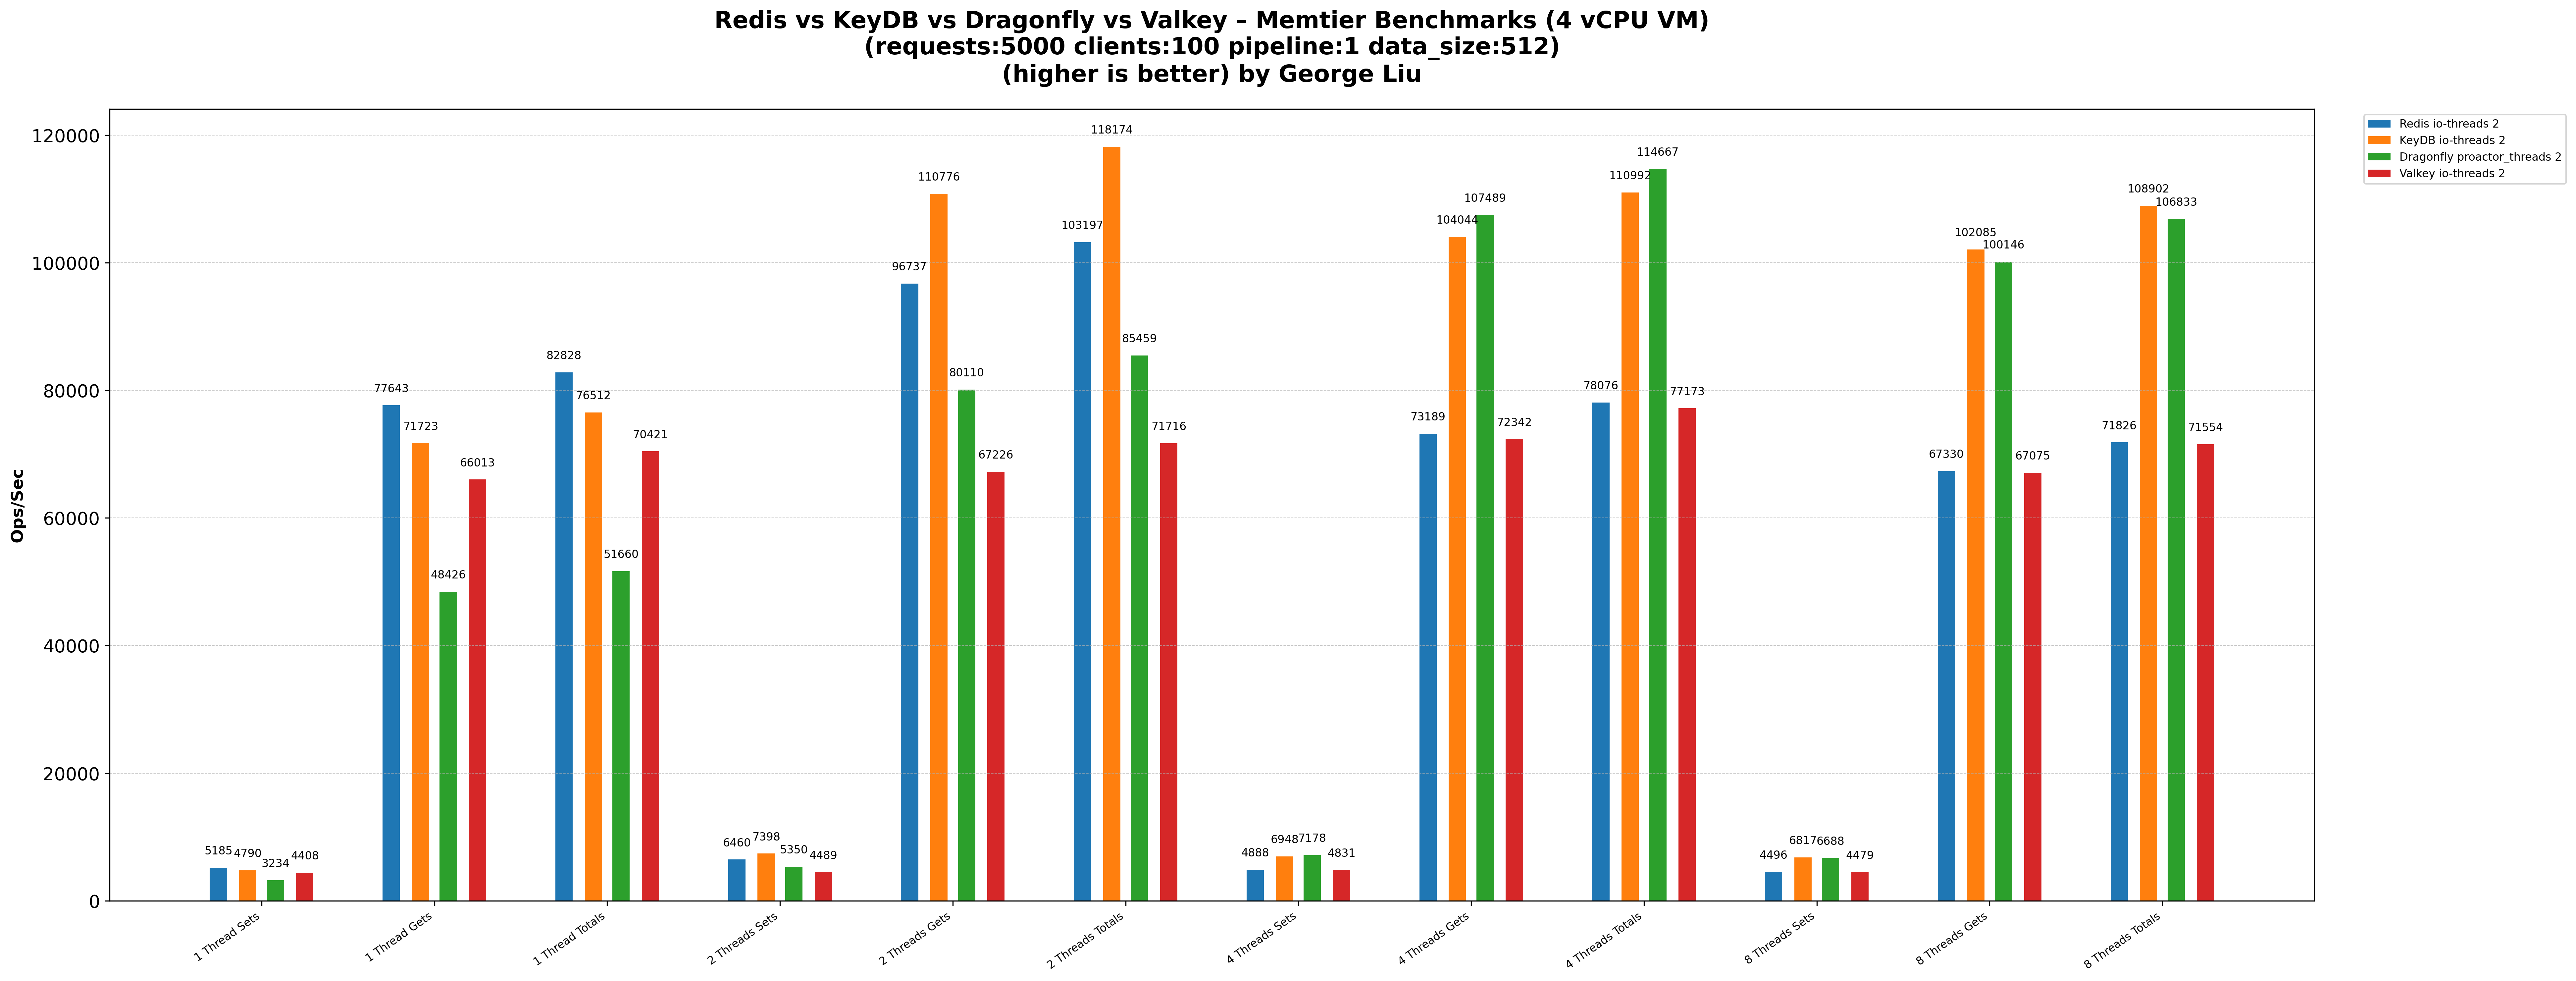 Redis vs KeyDB vs Dragonfly vs Valkey – Memtier Benchmarks (4 vCPU VM)
(requests:5000 clients:100 pipeline:1 data_size:512)
(higher is better) by George Liu
Ops/Sec
120000
100000
80000
60000
40000
20000
0
5185
4790
3234
4408
77643
71723
48426
66013
82828
76512
51660
70421
6460
7398
5350
4489
96737
110776
80110
67226
103197
118174
85459
71716
4888
6948
7178
4831
73189
104044
107489
72342
78076
110992
114667
77173
4496
6817
6688
4479
67330
102085
100146
67075
71826
108902
106833
71554
1 Thread Sets
1 Thread Gets
1 Thread Totals
2 Threads Sets
2 Threads Gets
2 Threads Totals
4 Threads Sets
4 Threads Gets
4 Threads Totals
8 Threads Sets
8 Threads Gets
8 Threads Totals
Redis io-threads 2
KeyDB io-threads 2
Dragonfly proactor_threads 2
Valkey io-threads 2